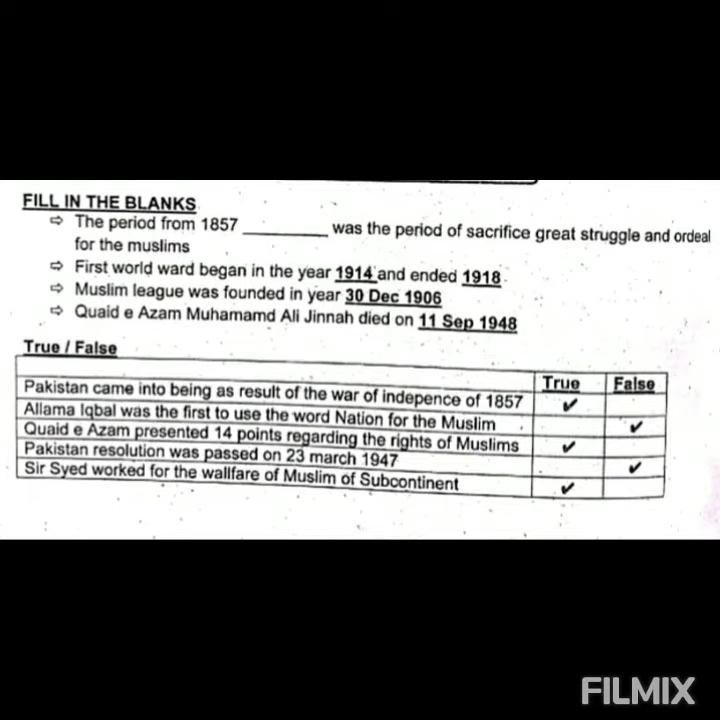 FILL IN THE BLANKS
⇨ The period from 1857 __________ was the period of sacrifice great struggle and ordeal
for the muslims
⇨ First world ward began in the year 1914 and ended 1918.
⇨ Muslim league was founded in year 30 Dec 1906
⇨ Quaid e Azam Muhamamd Ali Jinnah died on 11 Sep 1948
True / False
True False
Pakistan came into being as result of the war of indepence of 1857 ✓
Allama Iqbal was the first to use the word Nation for the Muslim ✓
Quaid e Azam presented 14 points regarding the rights of Muslims ✓
Pakistan resolution was passed on 23 march 1947 ✓
Sir Syed worked for the wallfare of Muslim of Subcontinent ✓
FILMIX